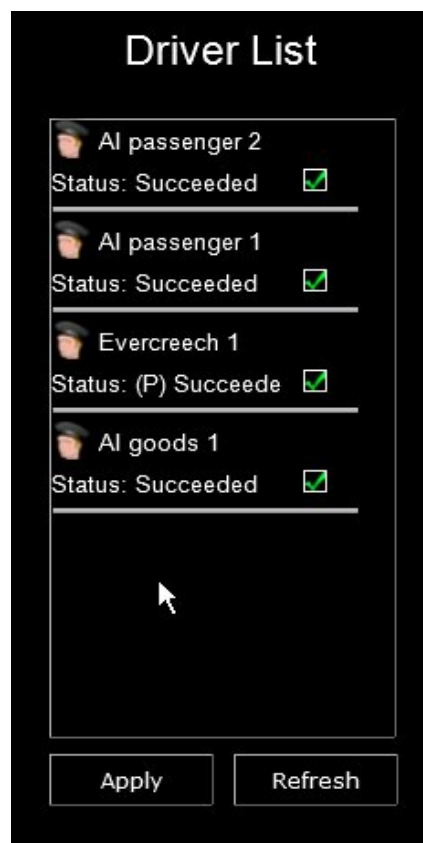 Driver List
AI passenger 2
Status: Succeeded
AI passenger 1
Status: Succeeded
Evercreech 1
Status: (P) Succeede
AI goods 1
Status: Succeeded
Apply
Refresh